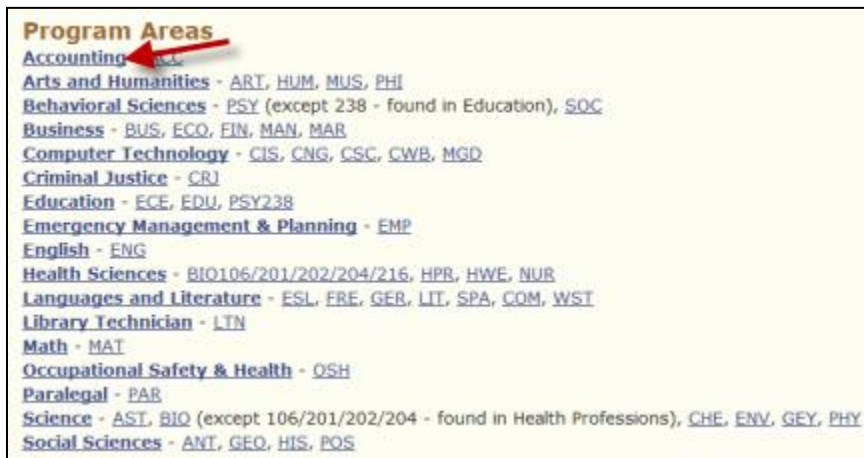 Program Areas
Accounting - ACC
Arts and Humanities - ART, HUM, MUS, PHI
Behavioral Sciences - PSY (except 238 - found in Education), SOC
Business - BUS, ECO, FIN, MAN, MAR
Computer Technology - CIS, CNG, CSC, CWB, MGD
Criminal Justice - CRJ
Education - ECE, EDU, PSY238
Emergency Management & Planning - EMP
English - ENG
Health Sciences - BIO106/201/202/204/216, HPR, HWE, NUR
Languages and Literature - ESL, FRE, GER, LIT, SPA, COM, WST
Library Technician - LTN
Math - MAT
Occupational Safety & Health - OSH
Paralegal - PAR
Science - AST, BIO (except 106/201/202/204 - found in Health Professions), CHE, ENV, GEY, PHY
Social Sciences - ANT, GEO, HIS, POS